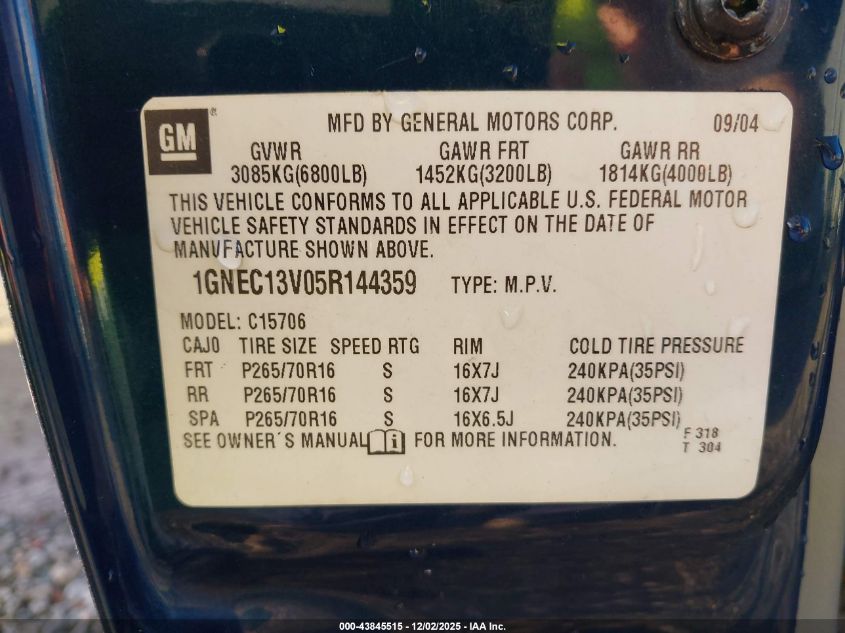 GM®
MFD BY GENERAL MOTORS CORP. 09/04
GVWR GAWR FRT GAWR RR
3085KG(6800LB) 1452KG(3200LB) 1814KG(4000LB)
THIS VEHICLE CONFORMS TO ALL APPLICABLE U.S. FEDERAL MOTOR
VEHICLE SAFETY STANDARDS IN EFFECT ON THE DATE OF
MANUFACTURE SHOWN ABOVE.
1GNEC13V05R144359 TYPE: M.P.V.
MODEL: C15706
CAJ0 TIRE SIZE SPEED RTG RIM COLD TIRE PRESSURE
FRT P265/70R16 S 16X7J 240KPA(35PSI)
RR P265/70R16 S 16X7J 240KPA(35PSI)
SPA P265/70R16 S 16X6.5J 240KPA(35PSI)
SEE OWNER´S MANUAL i FOR MORE INFORMATION.
F 318
T 304
000-43845515 - 12/02/2025 - IAA Inc.